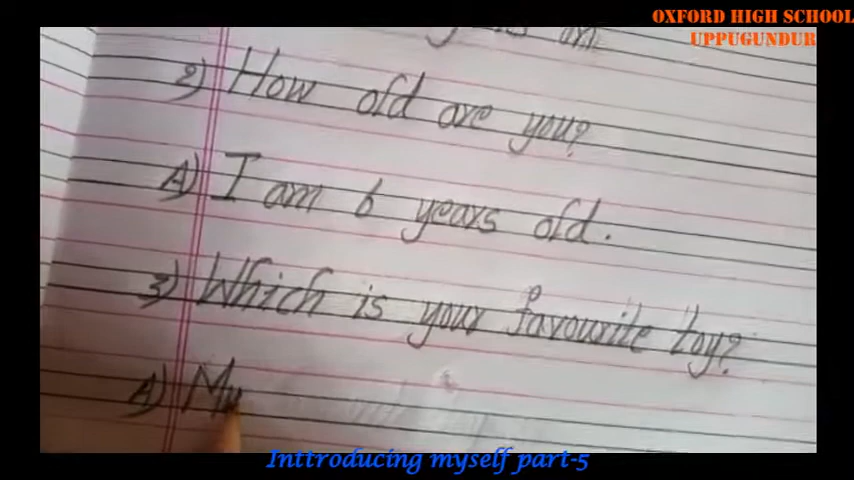 OXFORD HIGH SCHOOL
UPPUGUNDUR
2) How old are you?
A) I am 6 years old.
3) Which is your favourite toy?
A) My
Inttroducing myself part-5